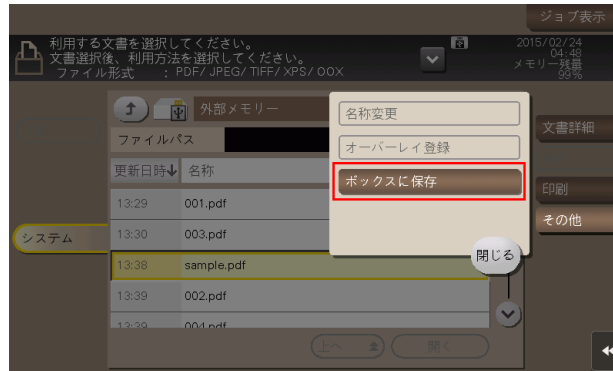 ジョブ表示
利用する文書を選択してください。
文書選択後、利用方法を選択してください。
ファイル形式 : PDF/ JPEG/ TIFF/ XPS/ OOX
2015/02/24
04:48
メモリー残量
99%
外部メモリー
ファイルパス
更新日時 名称
13:29 001.pdf
13:30 003.pdf
13:38 sample.pdf
13:39 002.pdf
13:39 004.pdf
システム
名称変更
オーバーレイ登録
ボックスに保存
閉じる
文書詳細
印刷
その他
上へ
開く